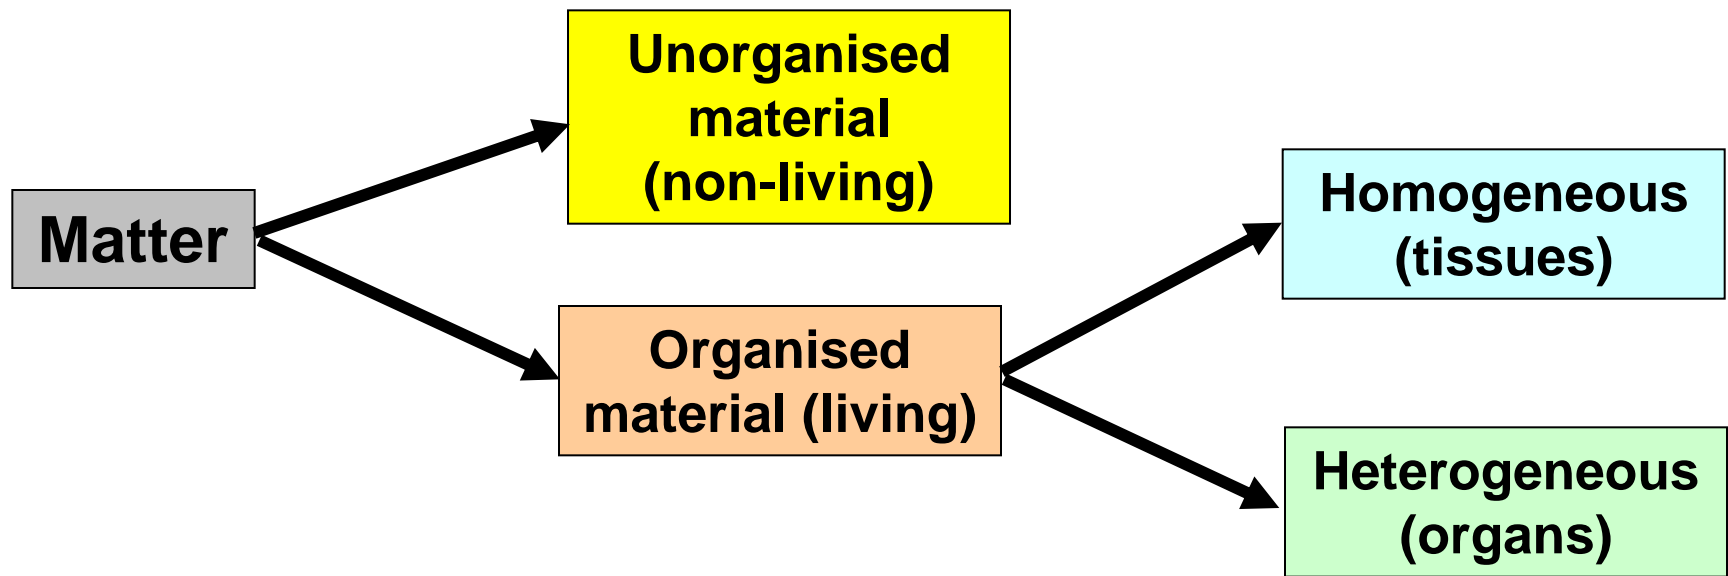 Matter
Unorganised
material
(non-living)
Organised
material (living)
Homogeneous
(tissues)
Heterogeneous
(organs)